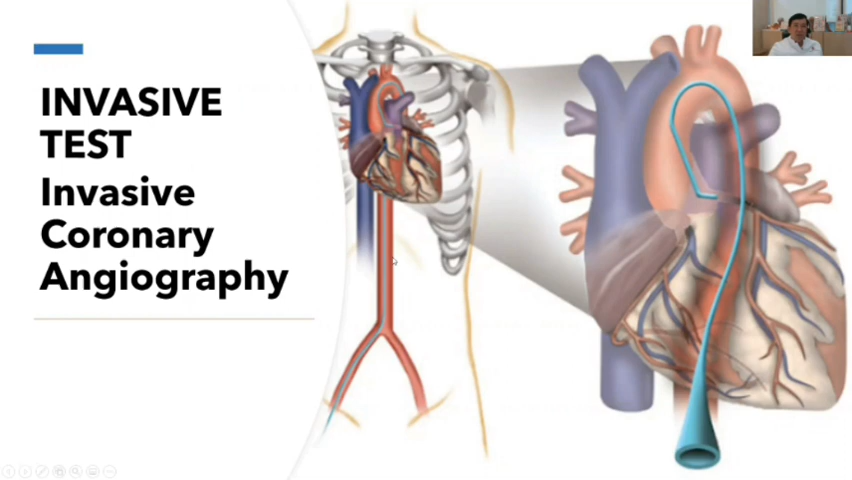 INVASIVE
TEST
Invasive
Coronary
Angiography